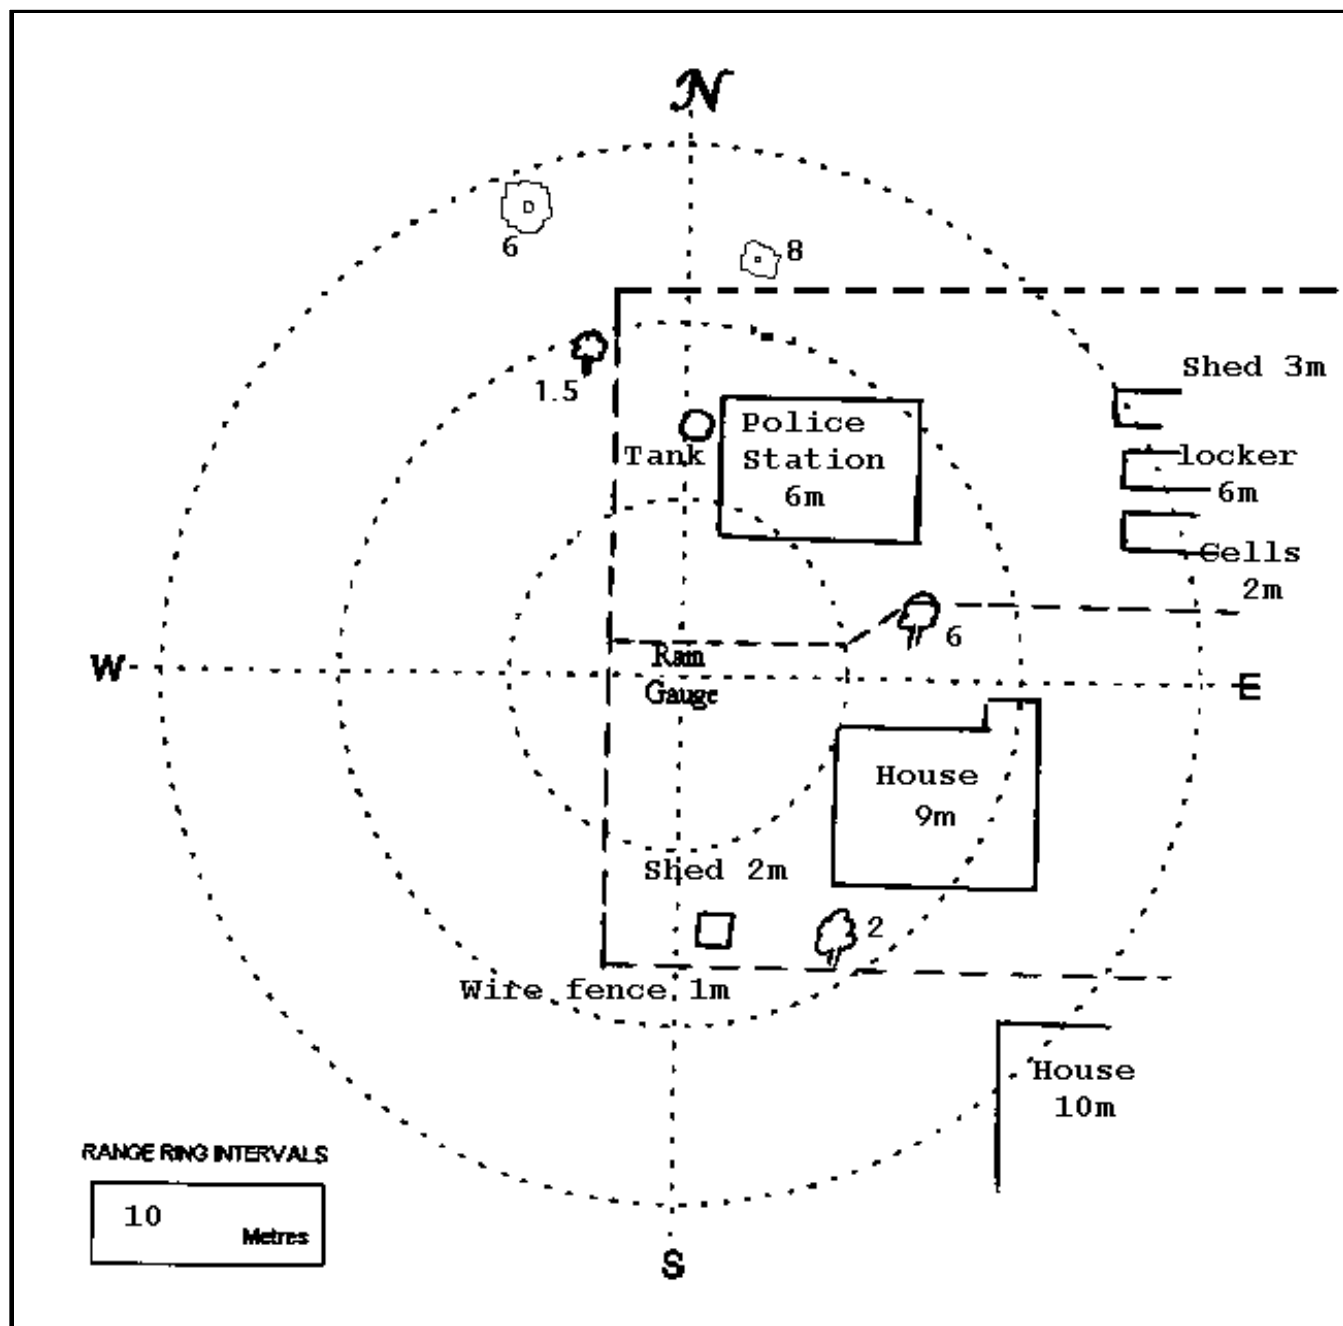 N
6
8
1.5
Shed 3m
Police
Station
6m
Tank
locker
6m
Cells
2m
6
Rain
Gauge
W
E
House
9m
Shed 2m
2
Wire fence 1m
House
10m
RANGE RING INTERVALS
10 Metres
S